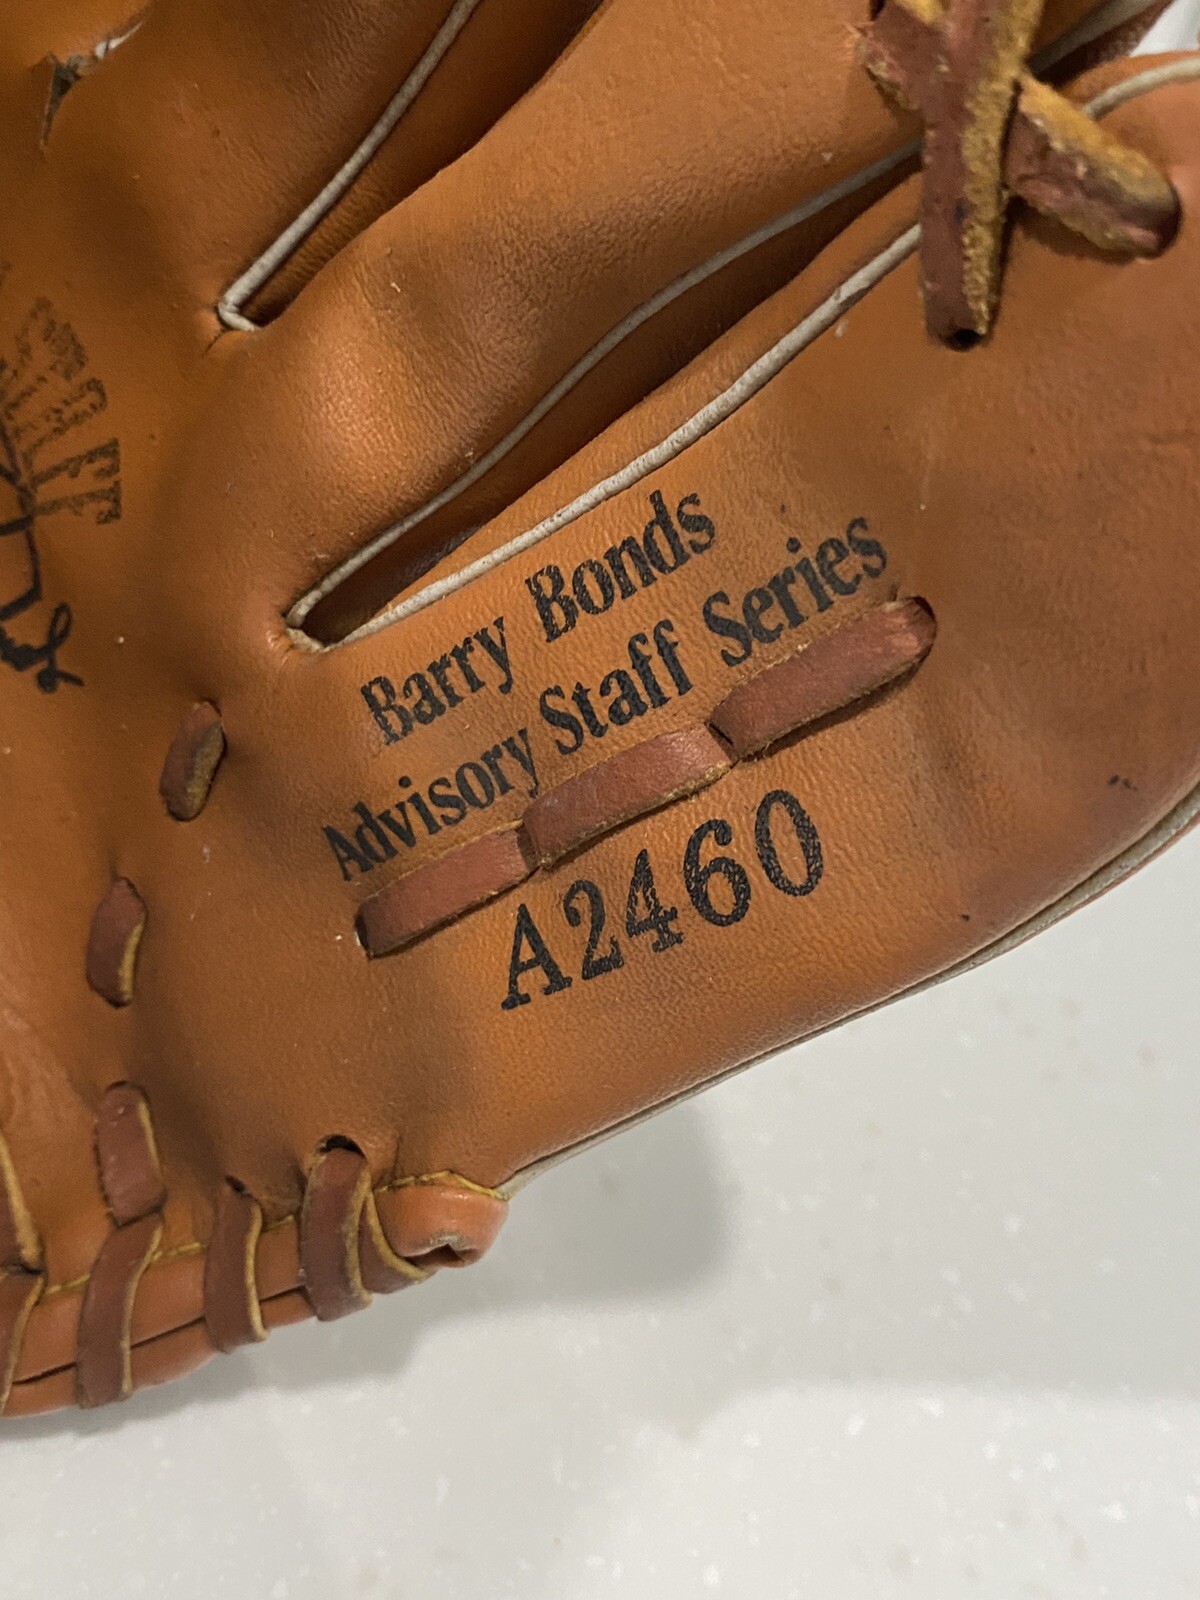 Barry Bonds
Advisory Staff Series
A2460